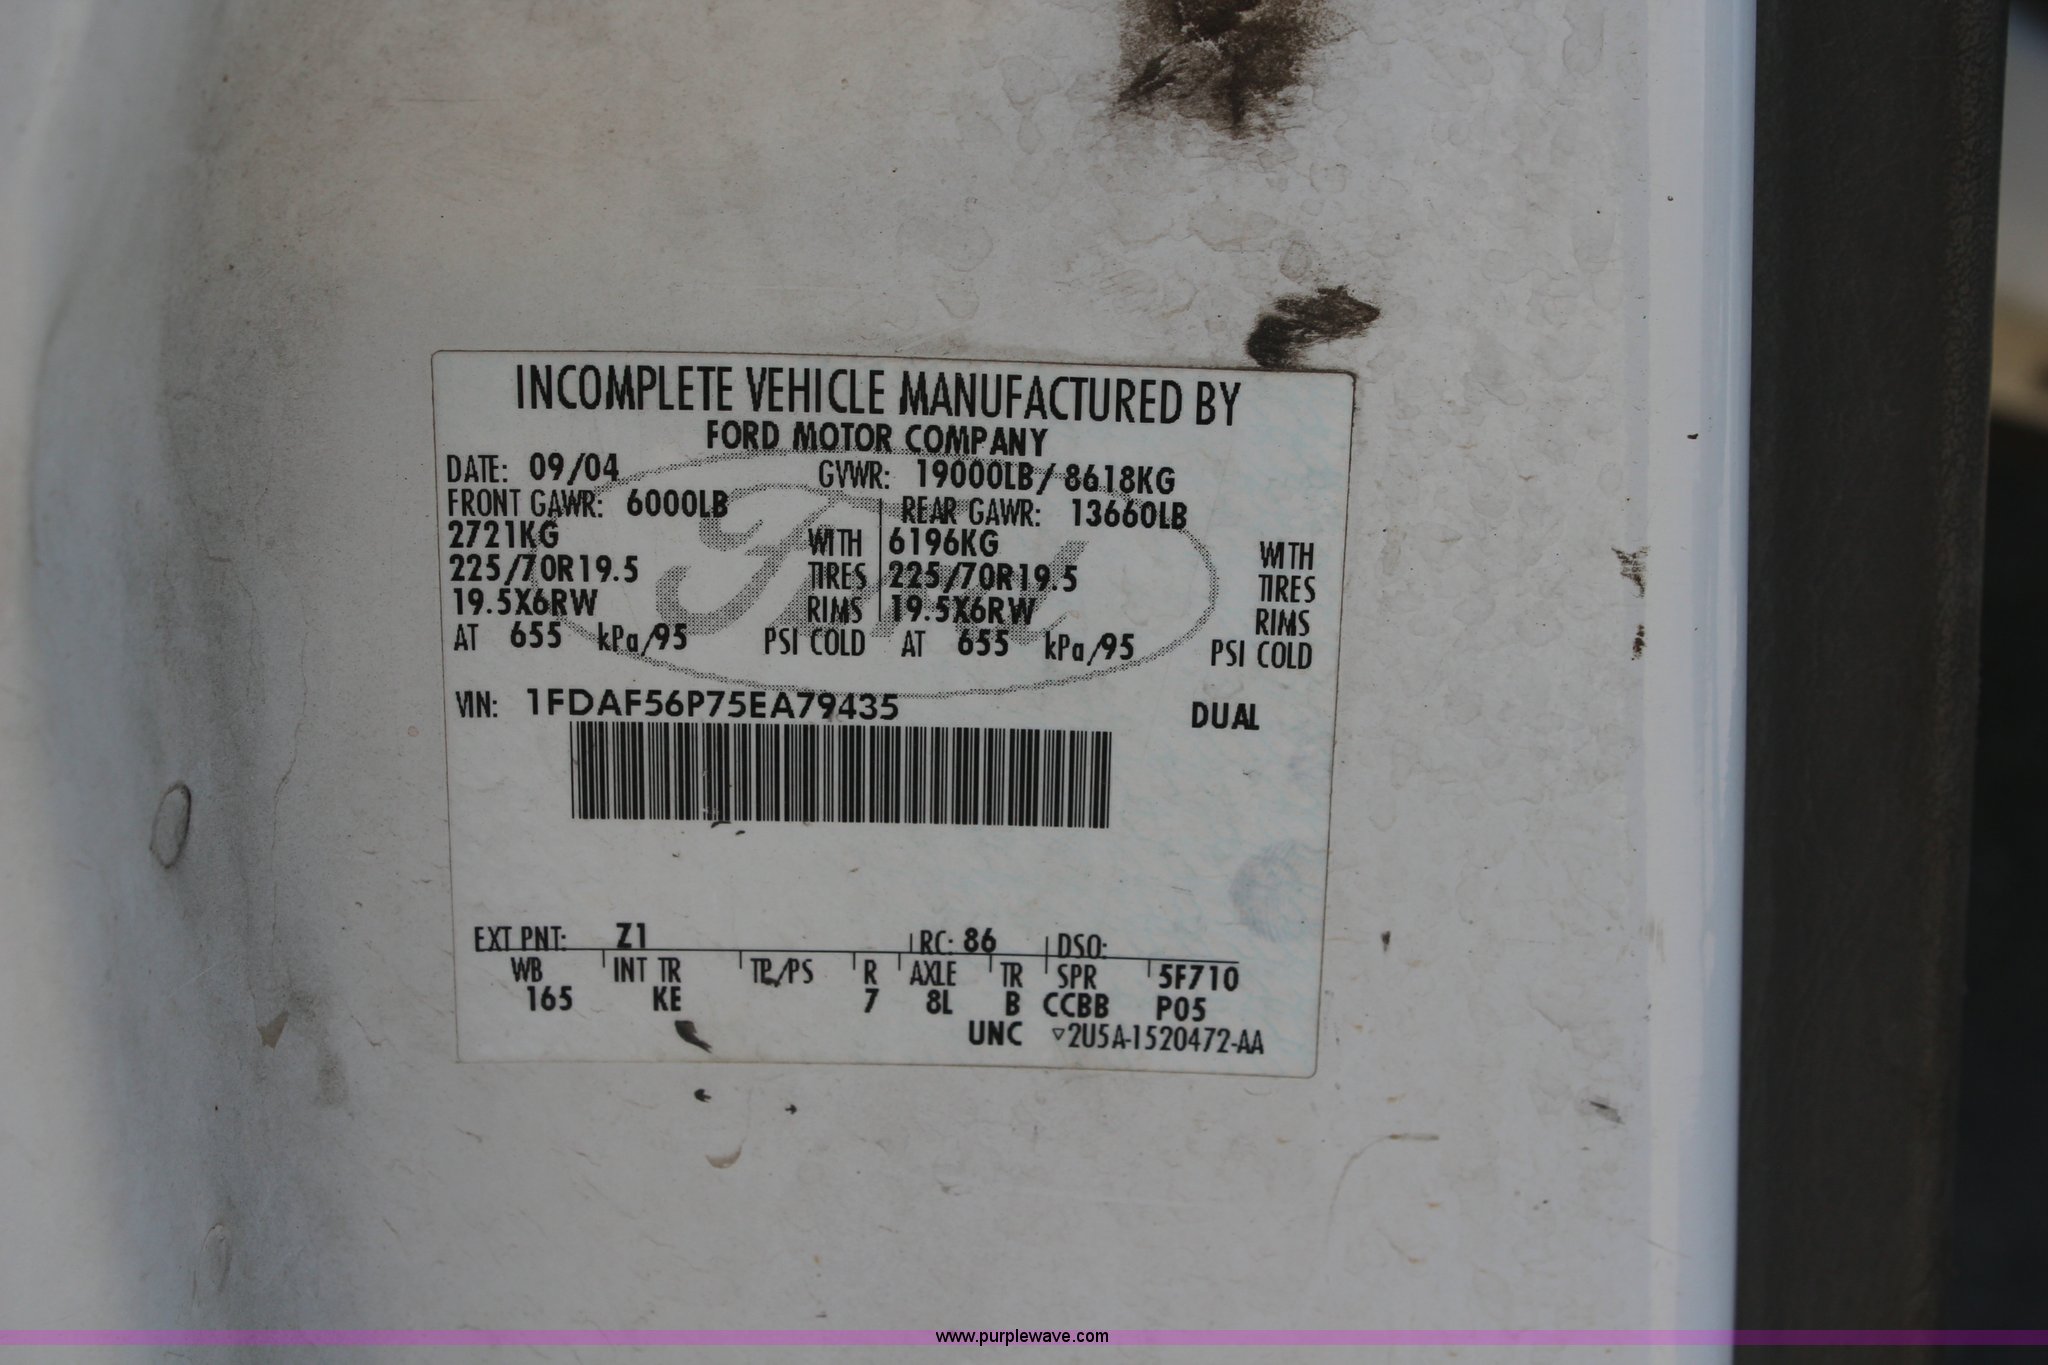 INCOMPLETE VEHICLE MANUFACTURED BY
FORD MOTOR COMPANY
DATE: 09/04 GVWR: 19000LB/ 8618KG
FRONT GAWR: 6000LB REAR GAWR: 13660LB
2721KG WITH 6196KG WITH
225/70R19.5 TIRES 225/70R19.5 TIRES
19.5X6RW RIMS 19.5X6RW RIMS
AT 655 kPa/95 PSI COLD AT 655 kPa/95 PSI COLD
VIN: 1FDAF56P75EA79435 DUAL
EXT PNT: Z1 RC: 86 DSO:
WB INT TR TP/PS R AXLE TR SPR 5F710
165 KE 7 8L B CCBB P05
UNC ▽2U5A-1520472-AA
Ford
www.purplewave.com